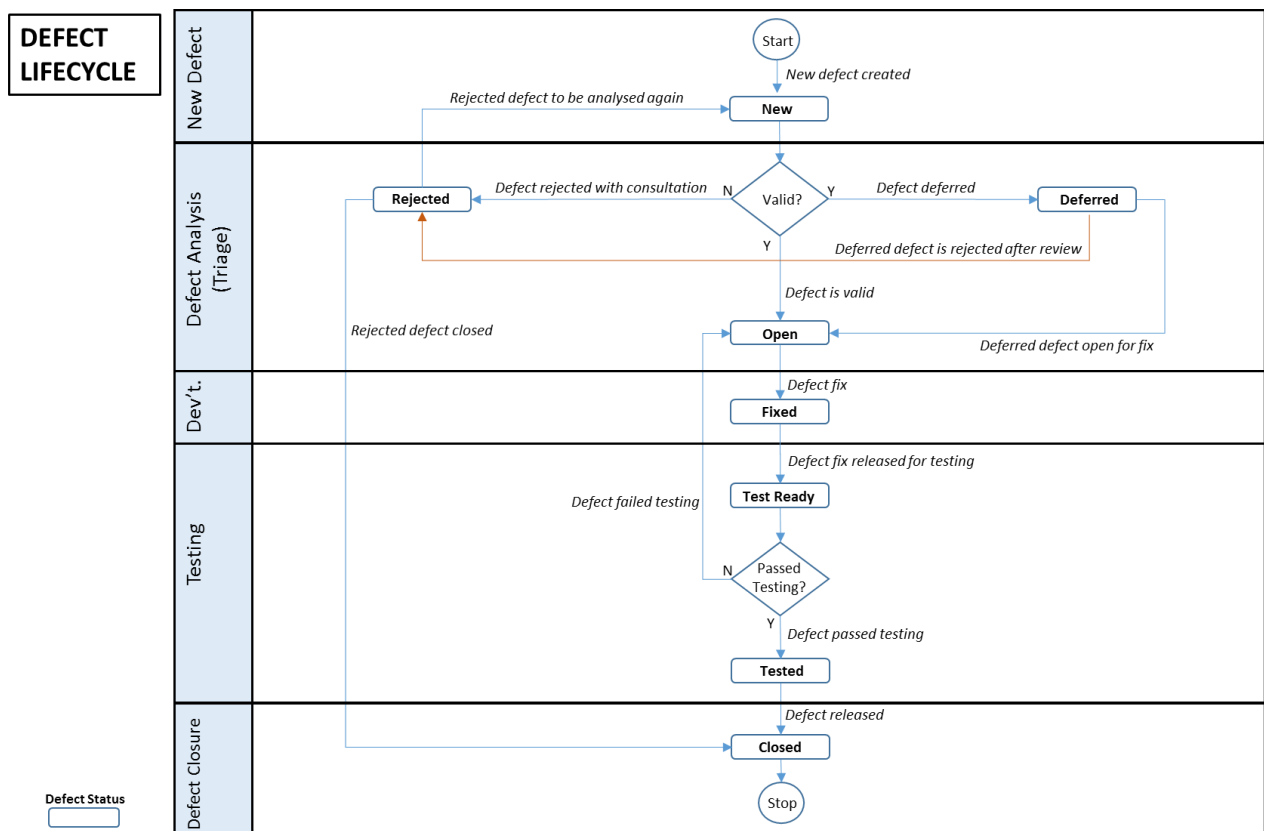 DEFECT
LIFECYCLE
New Defect
Start
New defect created
Rejected defect to be analysed again
New
Defect Analysis
(Triage)
Rejected
Defect rejected with consultation
N
Valid?
Y
Defect deferred
Deferred
Y
Deferred defect is rejected after review
Defect is valid
Rejected defect closed
Open
Deferred defect open for fix
Dev't.
Defect fix
Fixed
Testing
Defect fix released for testing
Test Ready
Defect failed testing
N
Passed
Testing?
Y
Defect passed testing
Tested
Defect Closure
Defect released
Closed
Stop
Defect Status